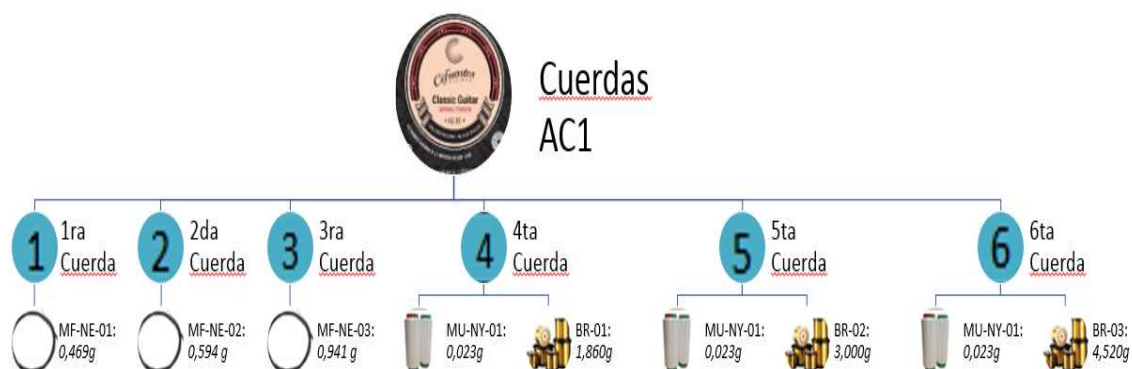 Cifuentes
Classic Guitar
Cuerdas
AC1
1
1ra
Cuerda
2
2da
Cuerda
3
3ra
Cuerda
4
4ta
Cuerda
5
5ta
Cuerda
6
6ta
Cuerda
MF-NE-01:
0,469g
MF-NE-02:
0,594 g
MF-NE-03:
0,941 g
MU-NY-01:
0,023g
BR-01:
1,860g
MU-NY-01:
0,023g
BR-02:
3,000g
MU-NY-01:
0,023g
BR-03:
4,520g